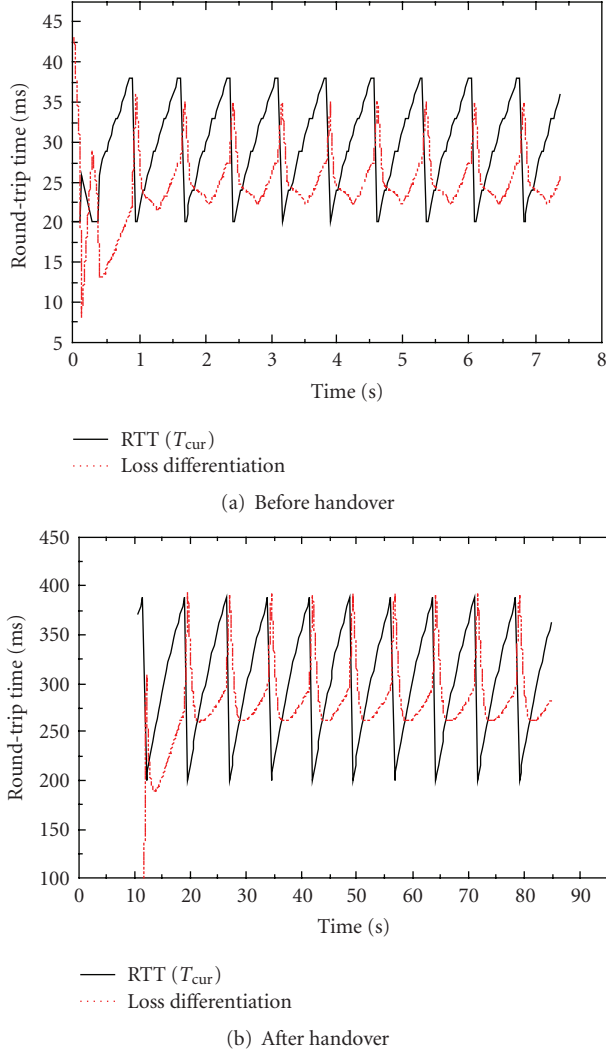 45
40
35
30
25
20
15
10
5
Round-trip time (ms)
0 1 2 3 4 5 6 7 8
Time (s)
RTT (Tcur)
Loss differentiation
(a) Before handover
450
400
350
300
250
200
150
100
Round-trip time (ms)
0 10 20 30 40 50 60 70 80 90
Time (s)
RTT (Tcur)
Loss differentiation
(b) After handover